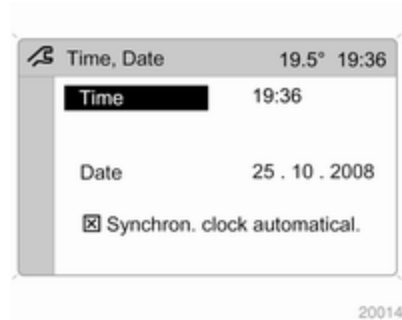 Time, Date 19.5° 19:36
Time 19:36
Date 25 . 10 . 2008
Synchron. clock automatical.
20014